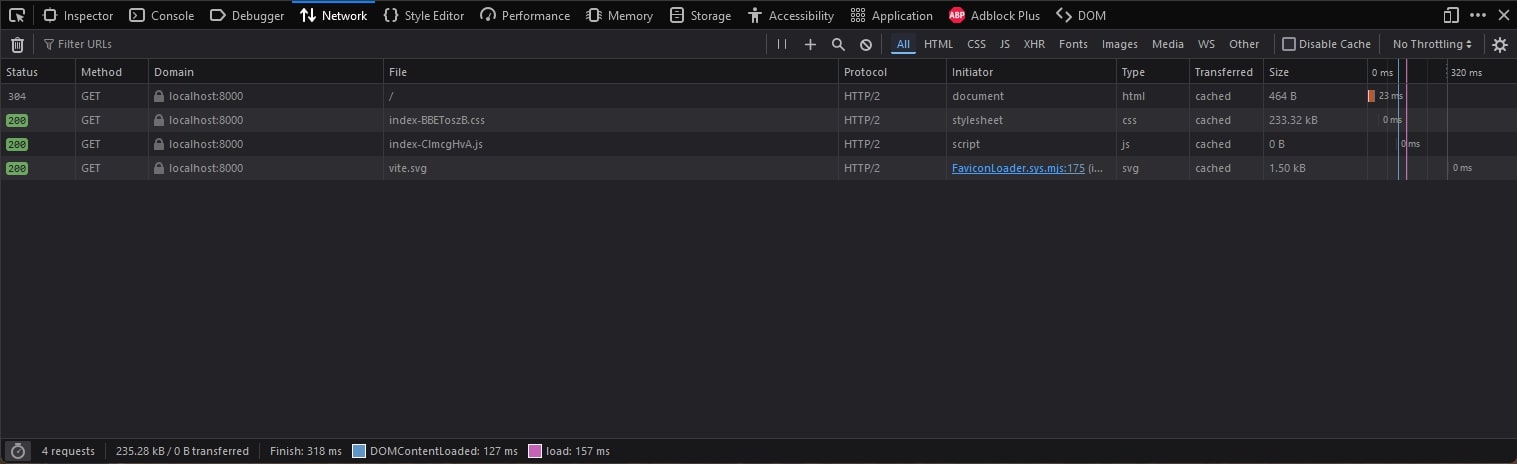 Inspector Console Debugger Network Style Editor Performance Memory Storage Accessibility Application ABP Adblock Plus DOM
Filter URLs All HTML CSS JS XHR Fonts Images Media WS Other Disable Cache No Throttling
Status Method Domain File Protocol Initiator Type Transferred Size 0 ms 320 ms
304 GET localhost:8000 / HTTP/2 document html cached 464 B 23 ms
200 GET localhost:8000 index-BBEToszB.css HTTP/2 stylesheet css cached 233.32 kB 0 ms
200 GET localhost:8000 index-ClmcgHvA.js HTTP/2 script js cached 0 B 0 ms
200 GET localhost:8000 vite.svg HTTP/2 FaviconLoader.sys.mjs:175 (i... svg cached 1.50 kB 0 ms
4 requests 235.28 kB / 0 B transferred Finish: 318 ms DOMContentLoaded: 127 ms load: 157 ms